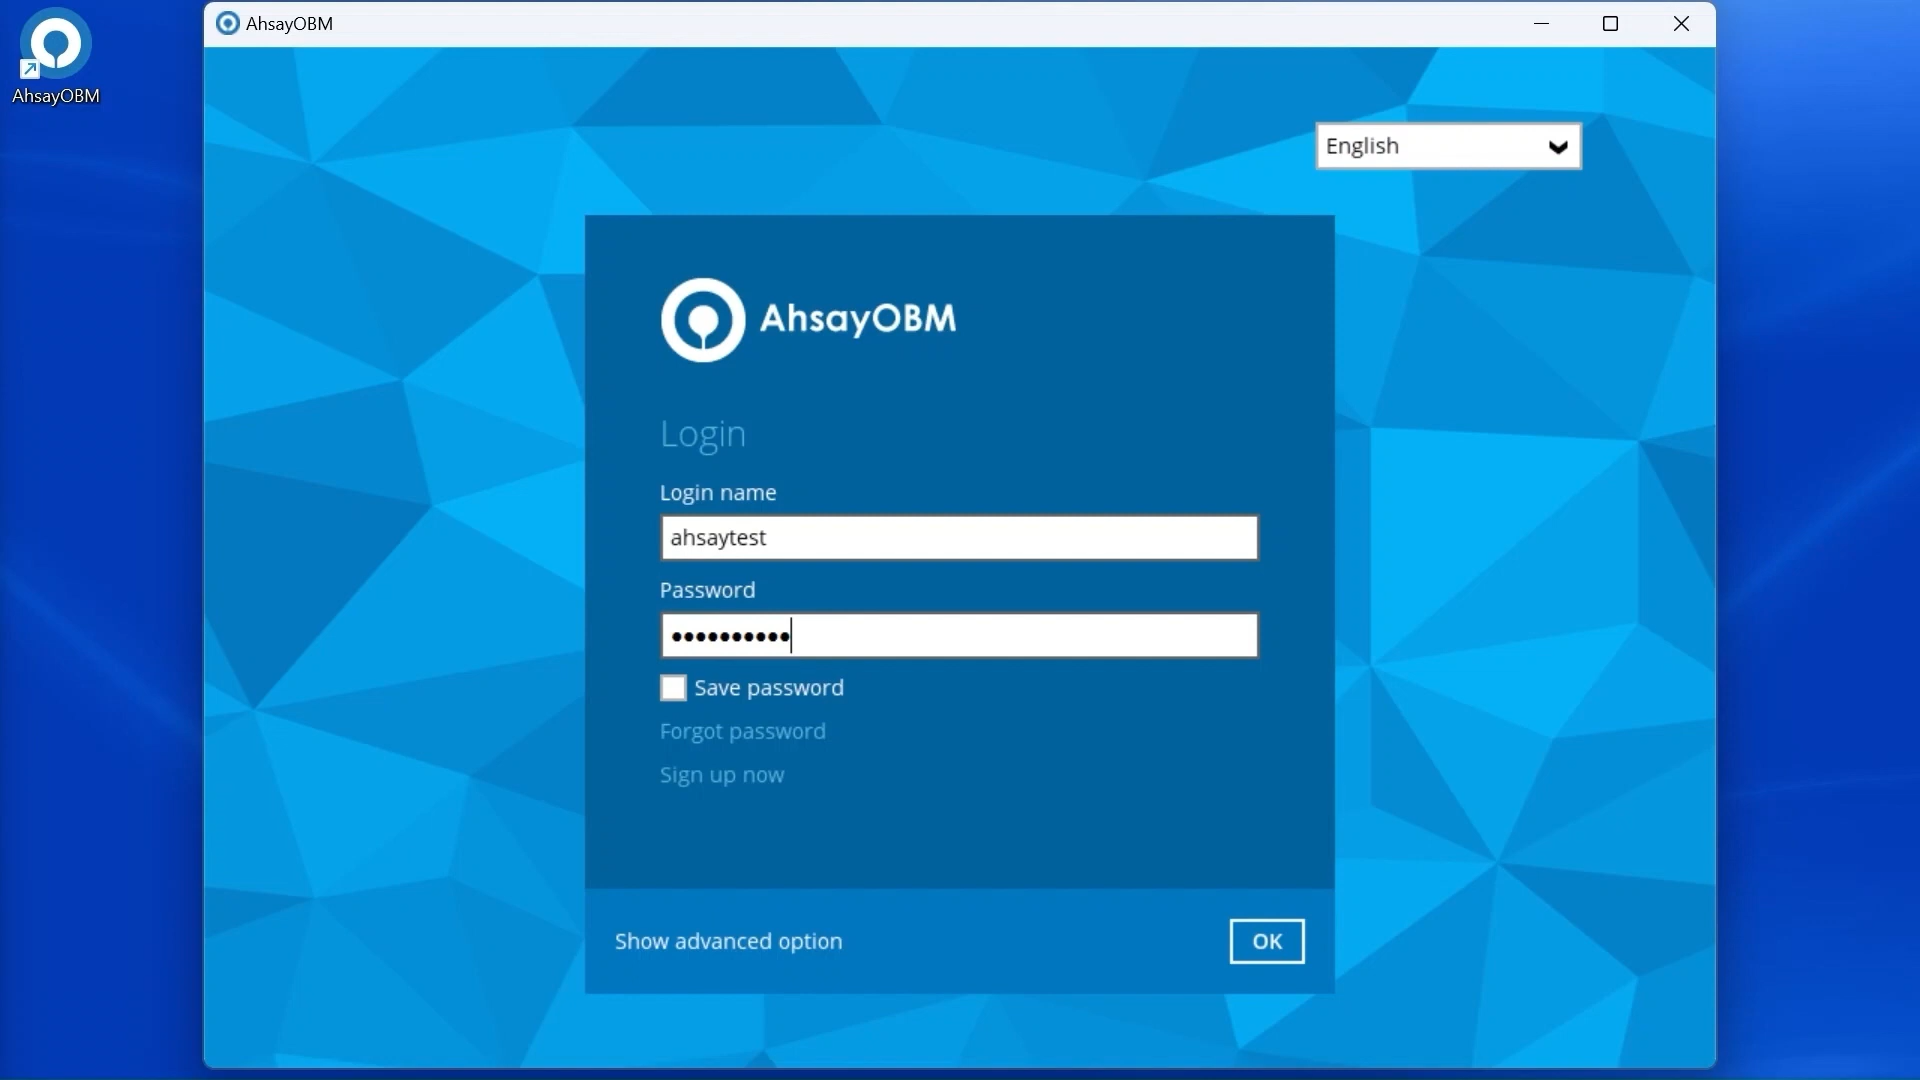 AhsayOBM
AhsayOBM
English
AhsayOBM
Login
Login name
ahsaytest
Password
••••••••••
Save password
Forgot password
Sign up now
Show advanced option
OK